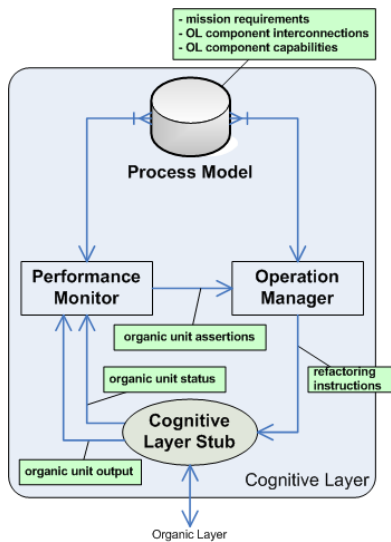 - mission requirements
- OL component interconnections
- OL component capabilities
Process Model
Performance
Monitor
Operation
Manager
organic unit assertions
organic unit status
refactoring
instructions
Cognitive
Layer Stub
organic unit output
Cognitive Layer
Organic Layer